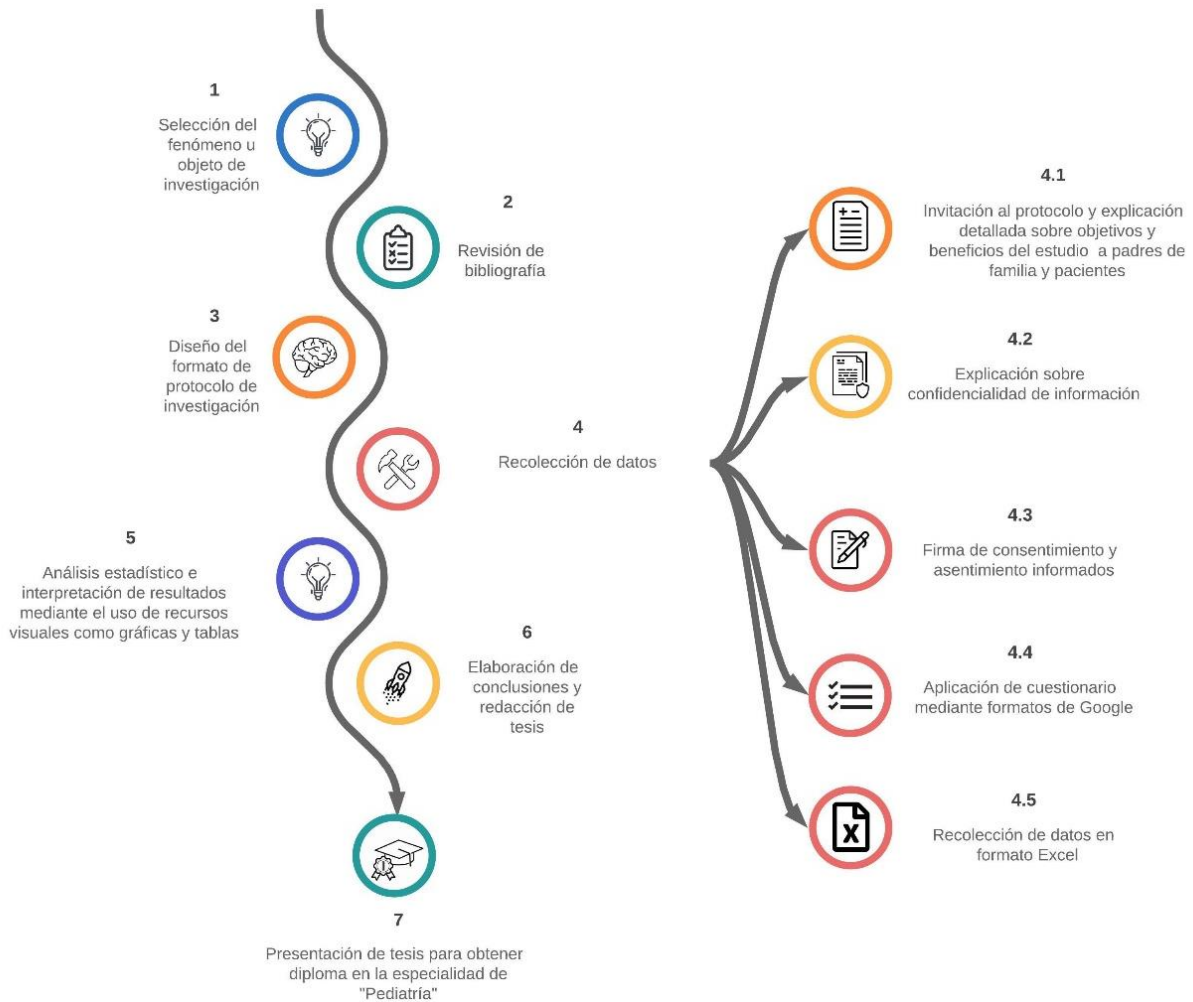 1
Selección del
fenómeno u
objeto de
investigación
2
Revisión de
bibliografía
3
Diseño del
formato de
protocolo de
investigación
4
Recolección de datos
4.1
Invitación al protocolo y explicación
detallada sobre objetivos y
beneficios del estudio a padres de
familia y pacientes
4.2
Explicación sobre
confidencialidad de información
4.3
Firma de consentimiento y
asentimiento informados
4.4
Aplicación de cuestionario
mediante formatos de Google
4.5
Recolección de datos en
formato Excel
X
5
Análisis estadístico e
interpretación de resultados
mediante el uso de recursos
visuales como gráficas y tablas
6
Elaboración de
conclusiones y
redacción de
tesis
7
Presentación de tesis para obtener
diploma en la especialidad de
"Pediatría"